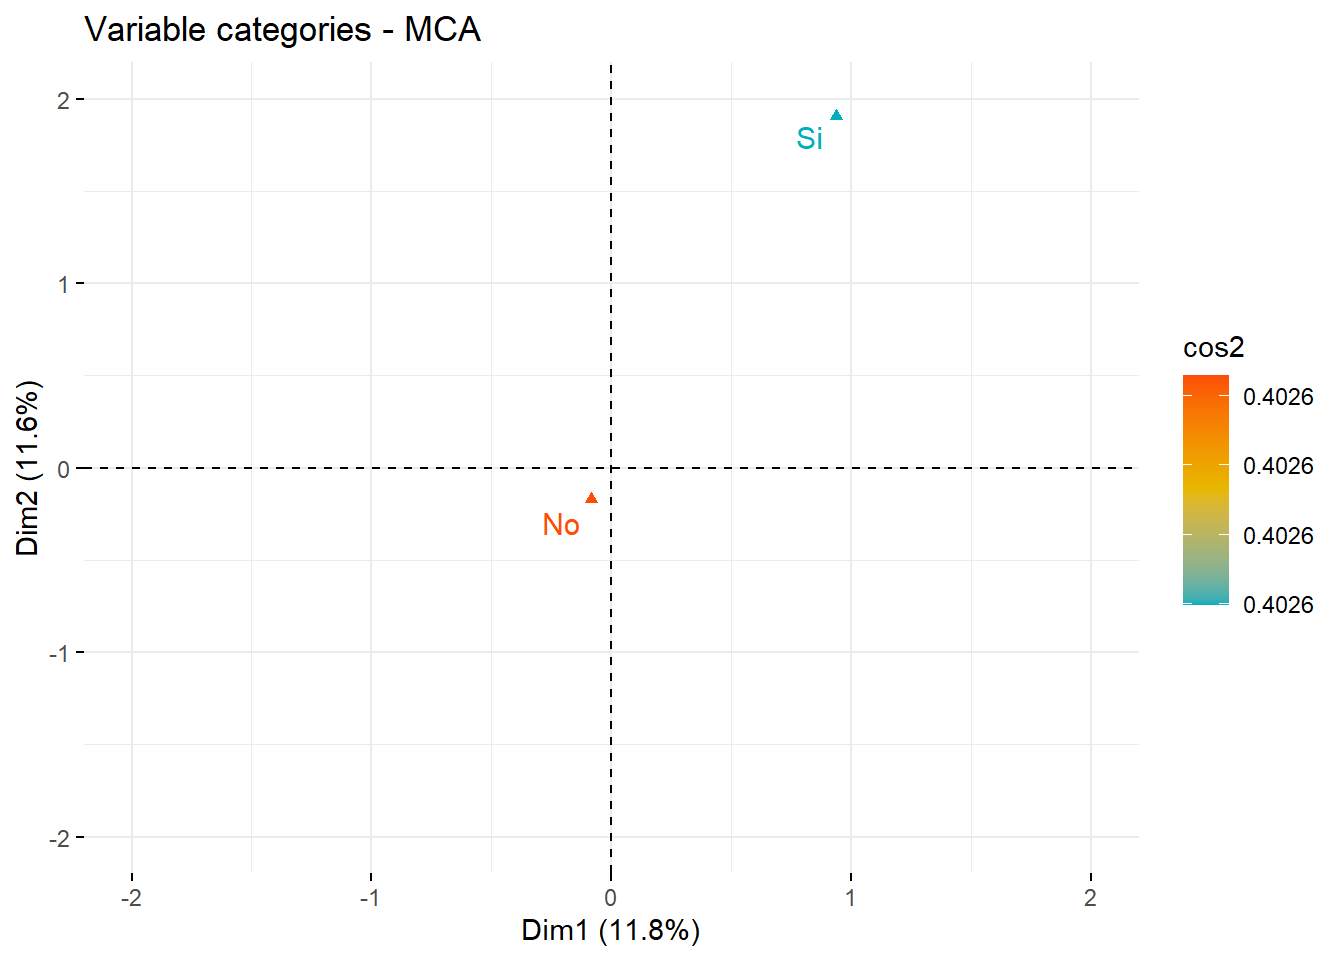 Variable categories - MCA
2
1
0
-1
-2
Dim2 (11.6%)
Si
No
-2
-1
0
1
2
Dim1 (11.8%)
cos2
0.4026
0.4026
0.4026
0.4026